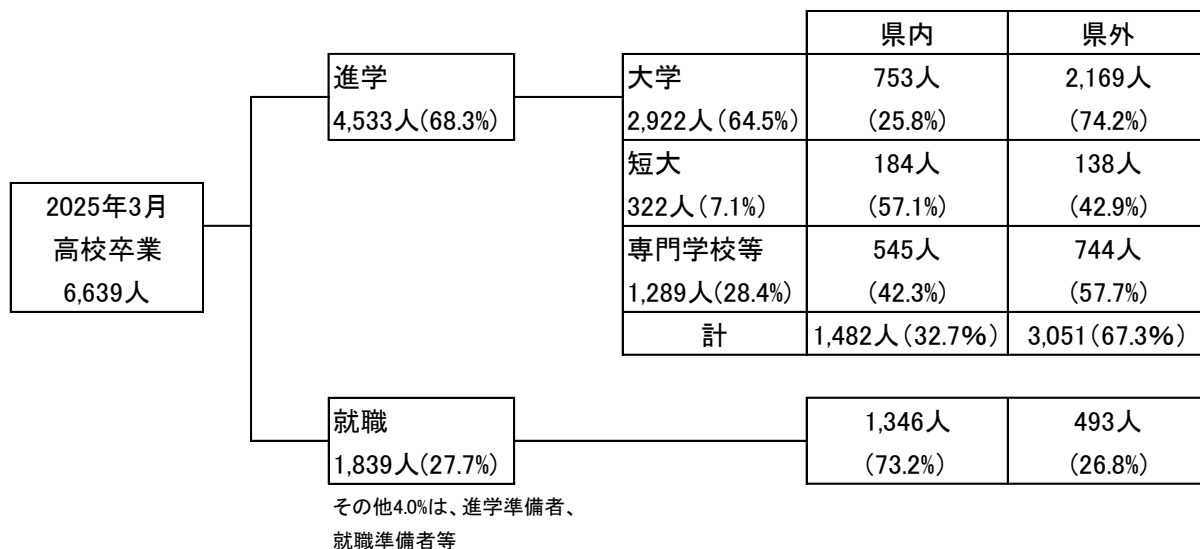 県内 県外
進学
4,533人(68.3%)
大学
2,922人(64.5%)
753人
(25.8%)
2,169人
(74.2%)
短大
322人(7.1%)
184人
(57.1%)
138人
(42.9%)
2025年3月
高校卒業
6,639人
専門学校等
1,289人(28.4%)
545人
(42.3%)
744人
(57.7%)
計 1,482人(32.7%) 3,051(67.3%)
就職
1,839人(27.7%)
1,346人
(73.2%)
493人
(26.8%)
その他4.0%は、進学準備者、
就職準備者等